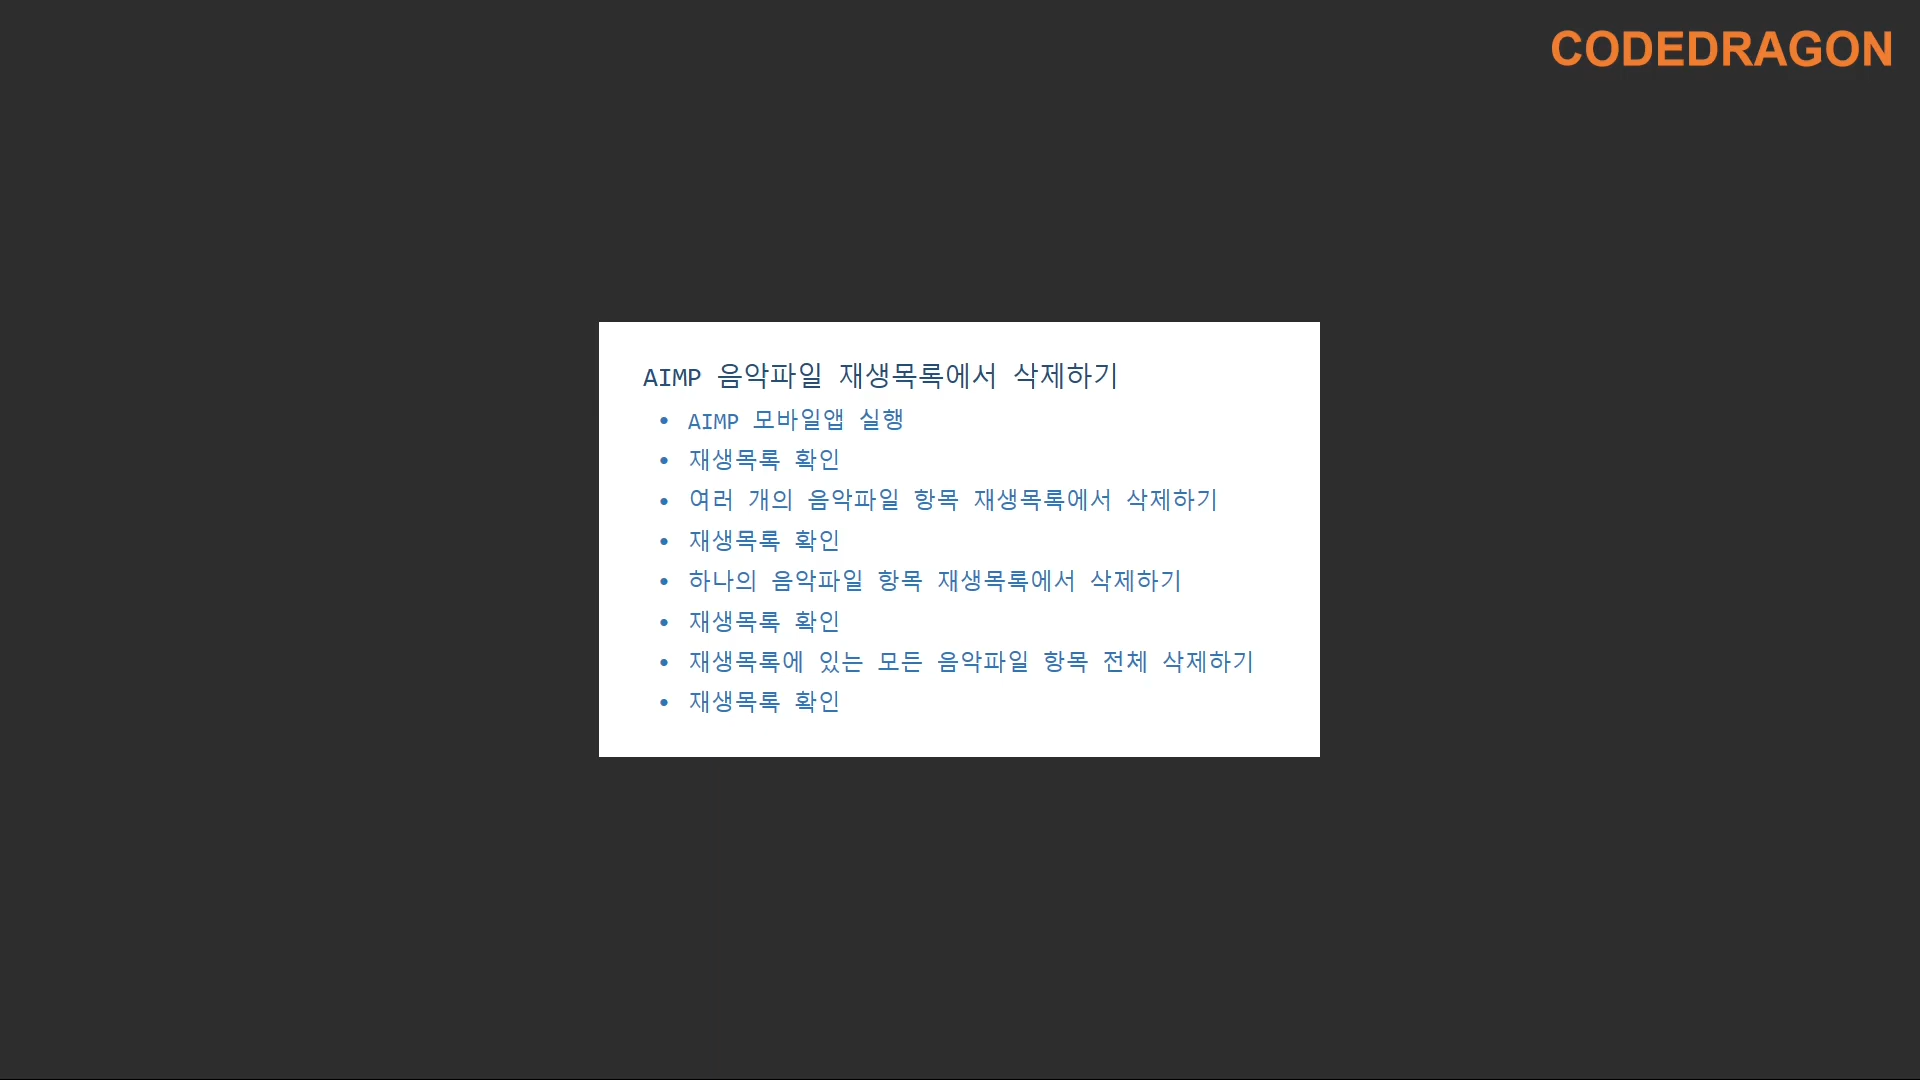 CODEDRAGON
AIMP 음악파일 재생목록에서 삭제하기
• AIMP 모바일앱 실행
• 재생목록 확인
• 여러 개의 음악파일 항목 재생목록에서 삭제하기
• 재생목록 확인
• 하나의 음악파일 항목 재생목록에서 삭제하기
• 재생목록 확인
• 재생목록에 있는 모든 음악파일 항목 전체 삭제하기
• 재생목록 확인